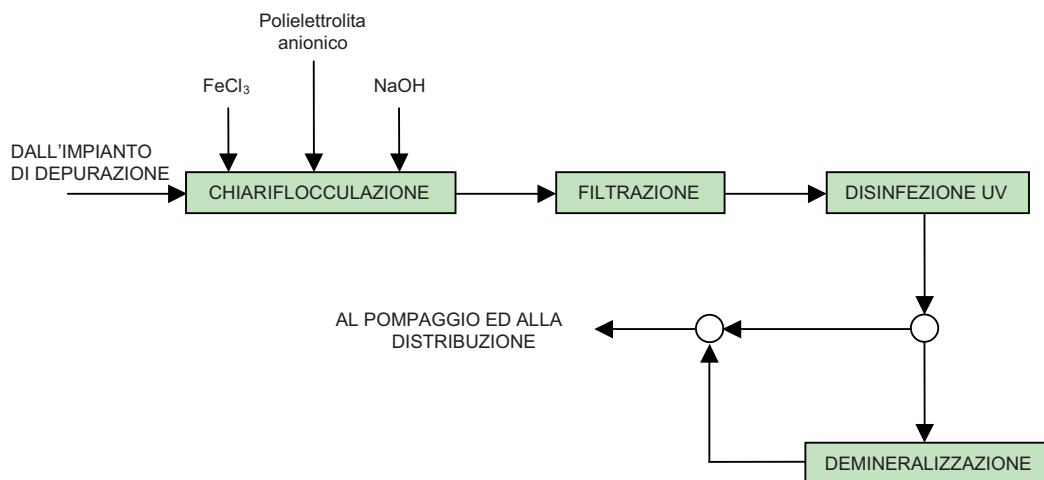 Polielettrolita
anionico
FeCl₃
NaOH
DALL'IMPIANTO
DI DEPURAZIONE
CHIARIFLOCCULAZIONE
FILTRAZIONE
DISINFEZIONE UV
AL POMPAGGIO ED ALLA
DISTRIBUZIONE
DEMINERALIZZAZIONE